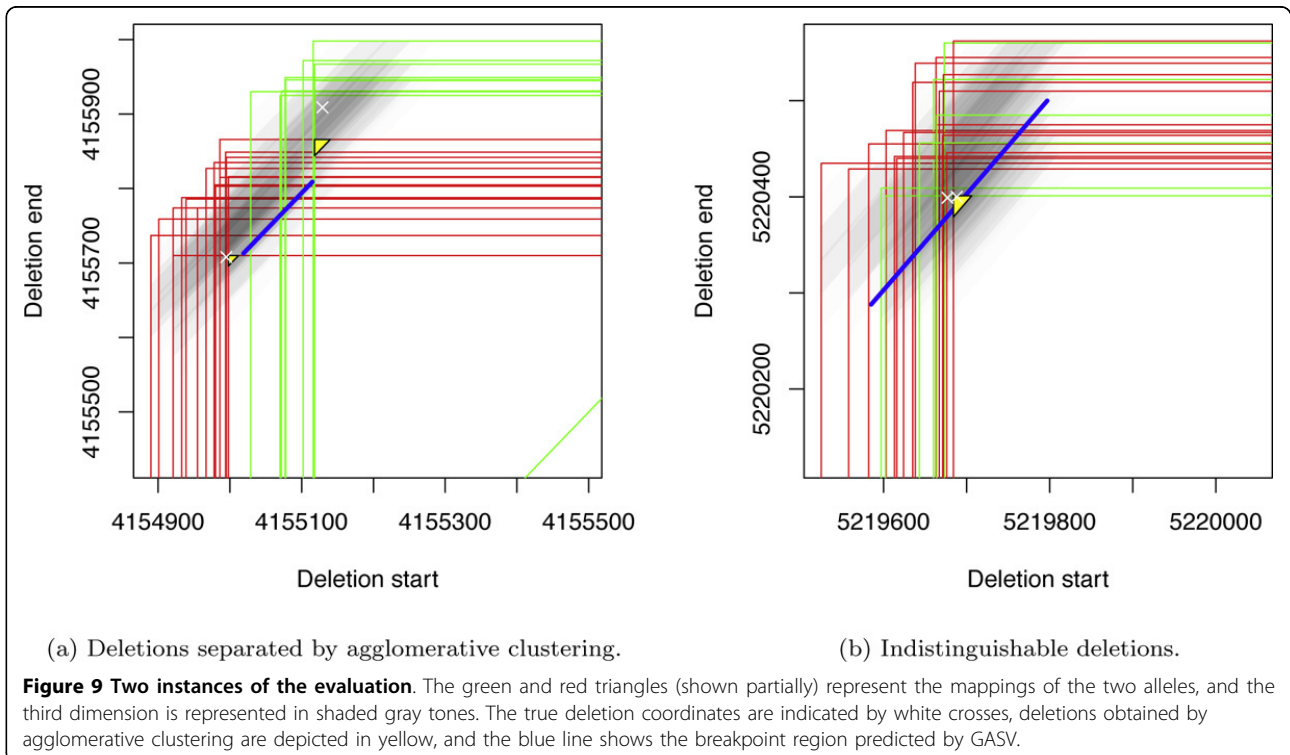 Deletion end
4155900
4155700
4155500
4154900 4155100 4155300 4155500
Deletion start
(a) Deletions separated by agglomerative clustering.
Deletion end
5220400
5220200
5219600 5219800 5220000
Deletion start
(b) Indistinguishable deletions.
Figure 9 Two instances of the evaluation. The green and red triangles (shown partially) represent the mappings of the two alleles, and the
third dimension is represented in shaded gray tones. The true deletion coordinates are indicated by white crosses, deletions obtained by
agglomerative clustering are depicted in yellow, and the blue line shows the breakpoint region predicted by GASV.